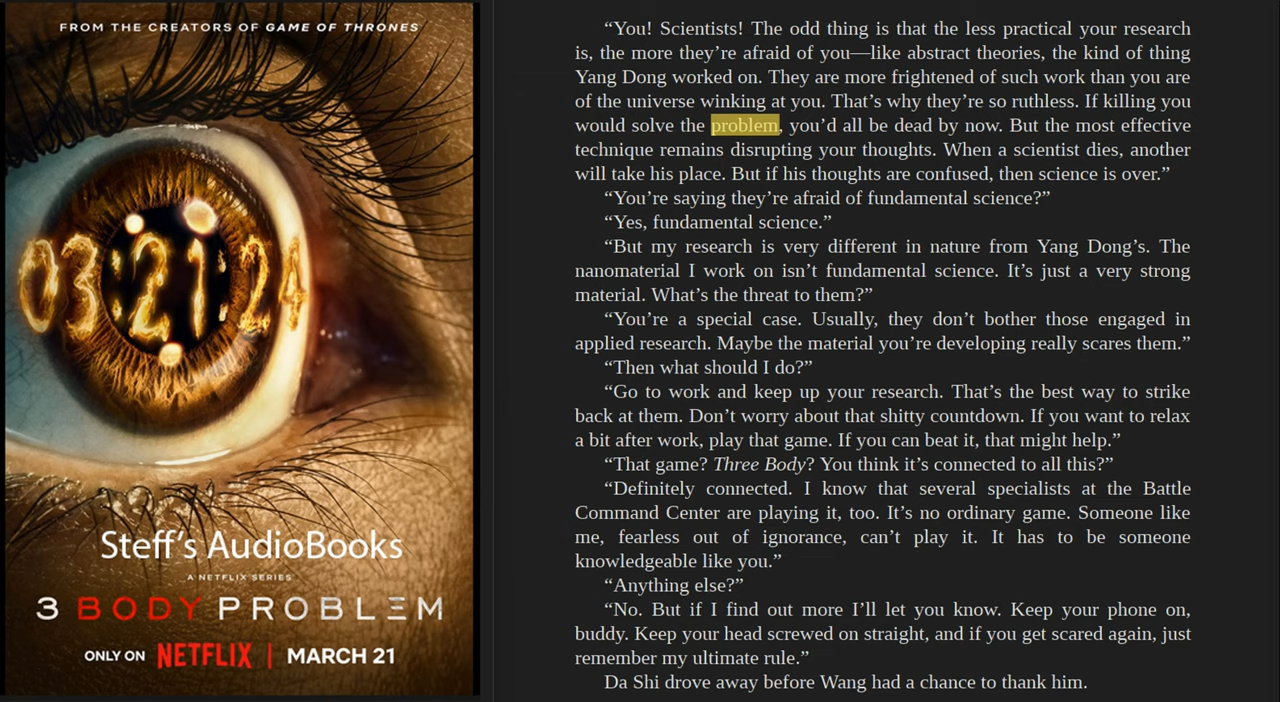 FROM THE CREATORS OF GAME OF THRONES
03:21:24
Steff's AudioBooks
A NETFLIX SERIES
3 BODY PROBLEM
ONLY ON NETFLIX | MARCH 21
“You! Scientists! The odd thing is that the less practical your research
is, the more they’re afraid of you—like abstract theories, the kind of thing
Yang Dong worked on. They are more frightened of such work than you are
of the universe winking at you. That’s why they’re so ruthless. If killing you
would solve the problem, you’d all be dead by now. But the most effective
technique remains disrupting your thoughts. When a scientist dies, another
will take his place. But if his thoughts are confused, then science is over.”
“You’re saying they’re afraid of fundamental science?”
“Yes, fundamental science.”
“But my research is very different in nature from Yang Dong’s. The
nanomaterial I work on isn’t fundamental science. It’s just a very strong
material. What’s the threat to them?”
“You’re a special case. Usually, they don’t bother those engaged in
applied research. Maybe the material you’re developing really scares them.”
“Then what should I do?”
“Go to work and keep up your research. That’s the best way to strike
back at them. Don’t worry about that shitty countdown. If you want to relax
a bit after work, play that game. If you can beat it, that might help.”
“That game? Three Body? You think it’s connected to all this?”
“Definitely connected. I know that several specialists at the Battle
Command Center are playing it, too. It’s no ordinary game. Someone like
me, fearless out of ignorance, can’t play it. It has to be someone
knowledgeable like you.”
“Anything else?”
“No. But if I find out more I’ll let you know. Keep your phone on,
buddy. Keep your head screwed on straight, and if you get scared again, just
remember my ultimate rule.”
Da Shi drove away before Wang had a chance to thank him.